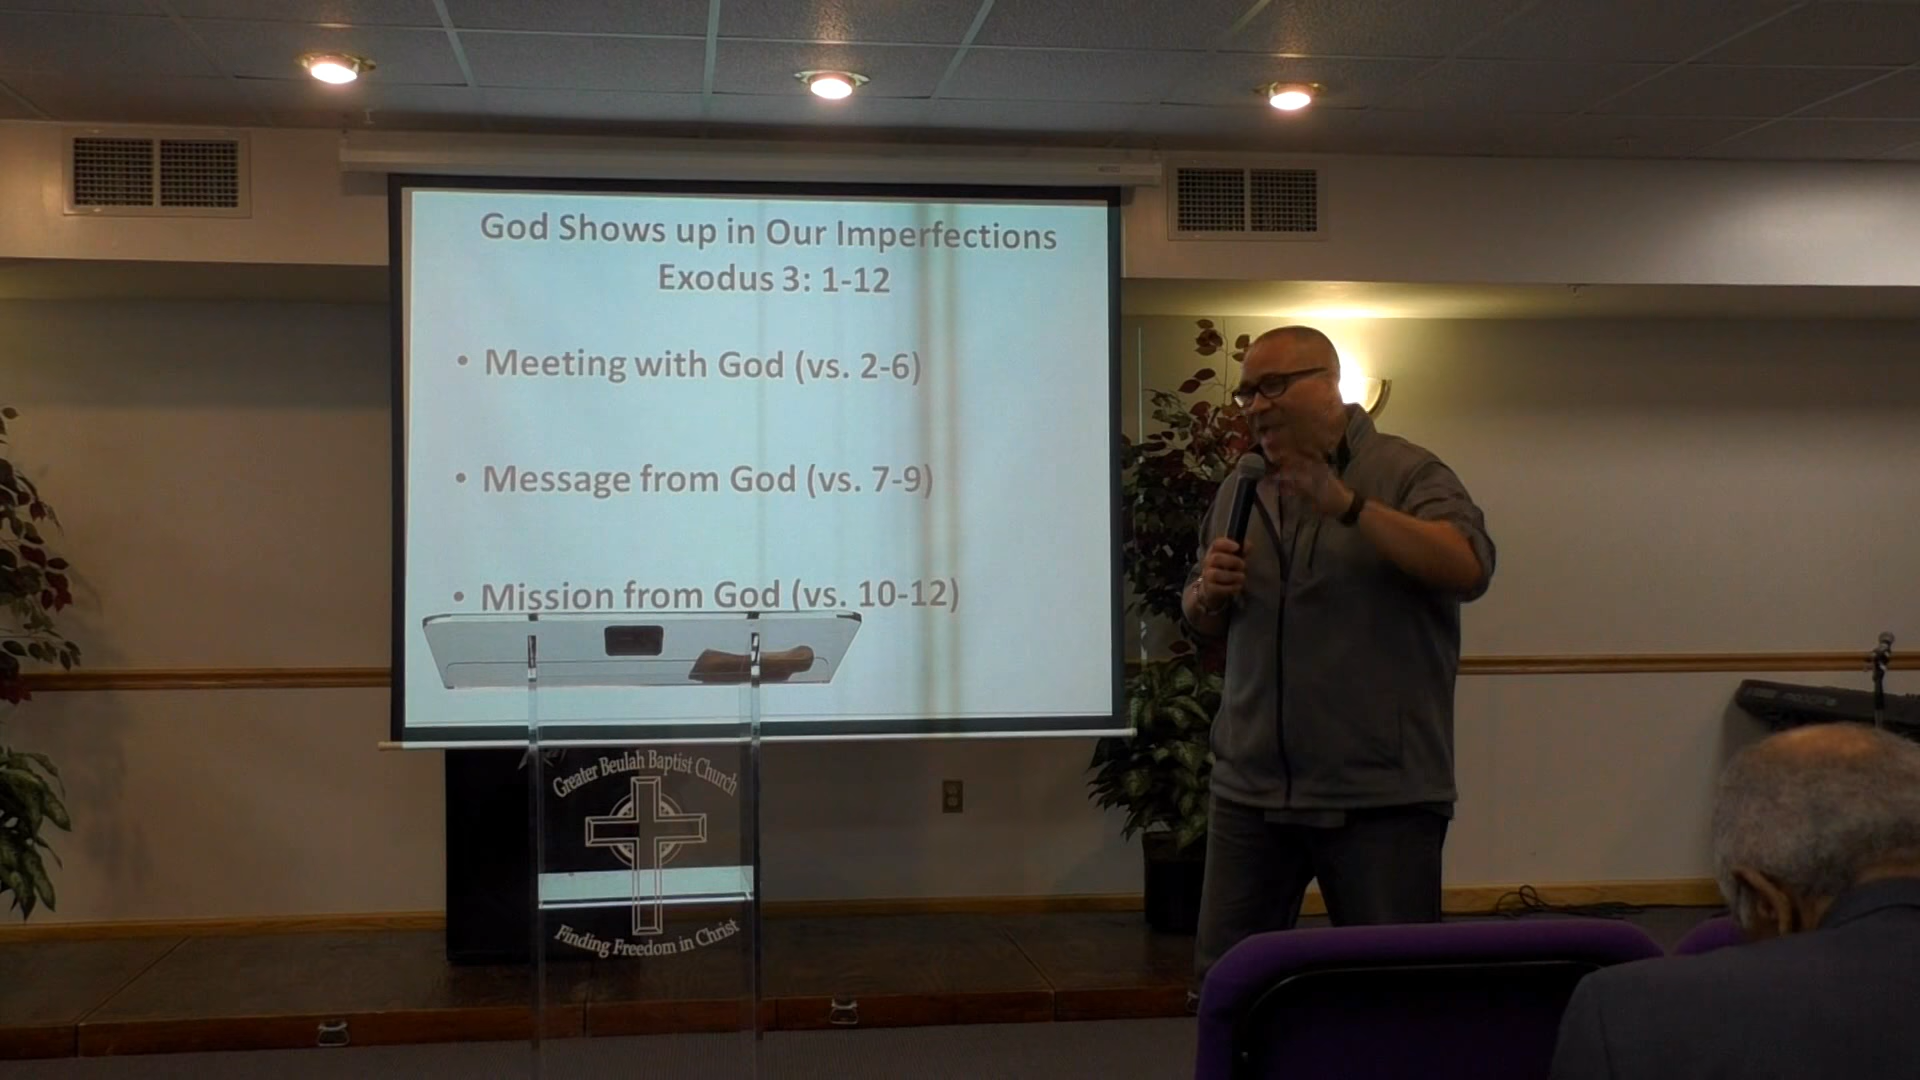 God Shows up in Our Imperfections
Exodus 3: 1-12
• Meeting with God (vs. 2-6)
• Message from God (vs. 7-9)
• Mission from God (vs. 10-12)
Greater Beulah Baptist Church
Finding Freedom in Christ